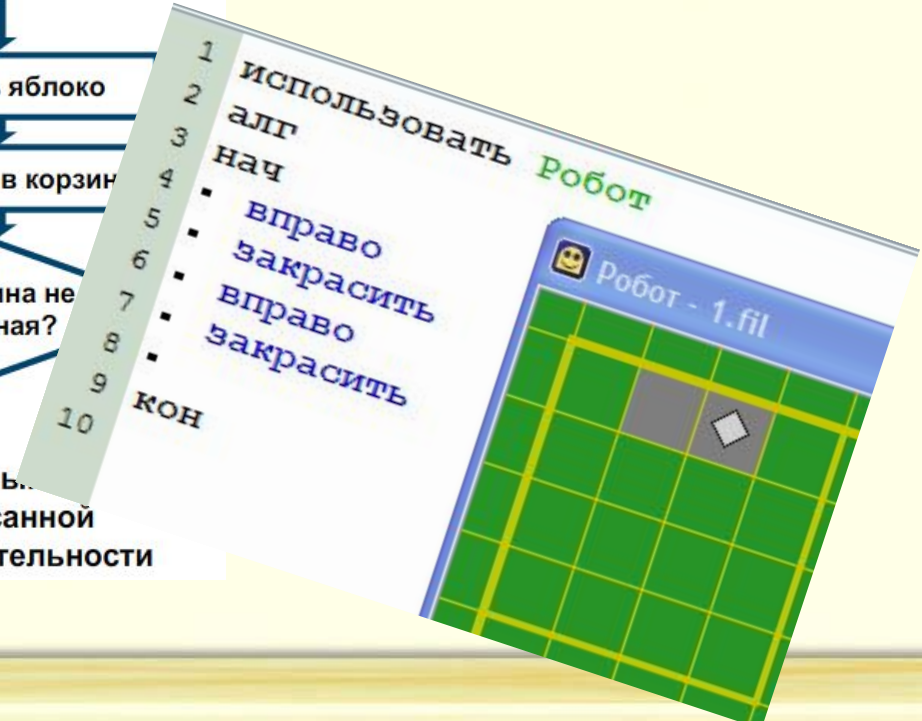 яблоко
в корзин
на не
ная?
санной
тельности
1
2
3
4
5
6
7
8
9
10
использовать Робот
алг
нач
вправо
закрасить
вправо
закрасить
кон
Робот - 1.fil